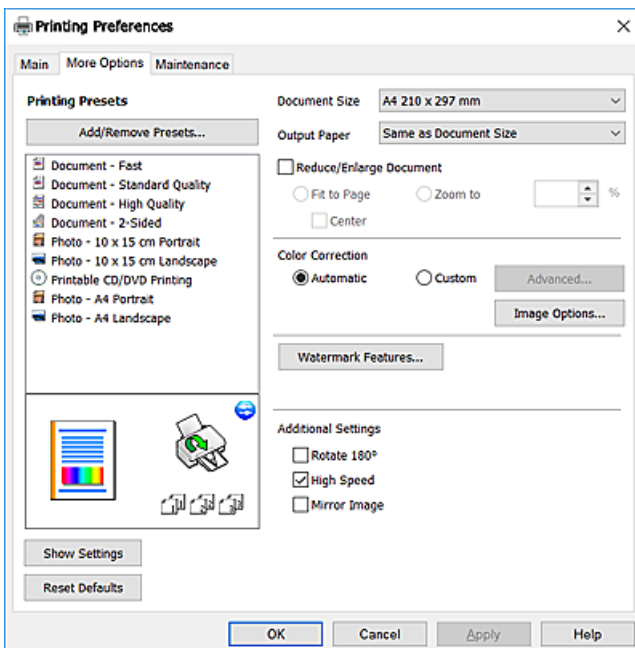 Printing Preferences
Main More Options Maintenance
Printing Presets
Add/Remove Presets...
Document - Fast
Document - Standard Quality
Document - High Quality
Document - 2-Sided
Photo - 10 x 15 cm Portrait
Photo - 10 x 15 cm Landscape
Printable CD/DVD Printing
Photo - A4 Portrait
Photo - A4 Landscape
Show Settings
Reset Defaults
Document Size A4 210 x 297 mm
Output Paper Same as Document Size
Reduce/Enlarge Document
Fit to Page Zoom to %
Center
Color Correction
Automatic Custom Advanced...
Image Options...
Watermark Features...
Additional Settings
Rotate 180°
High Speed
Mirror Image
OK Cancel Apply Help